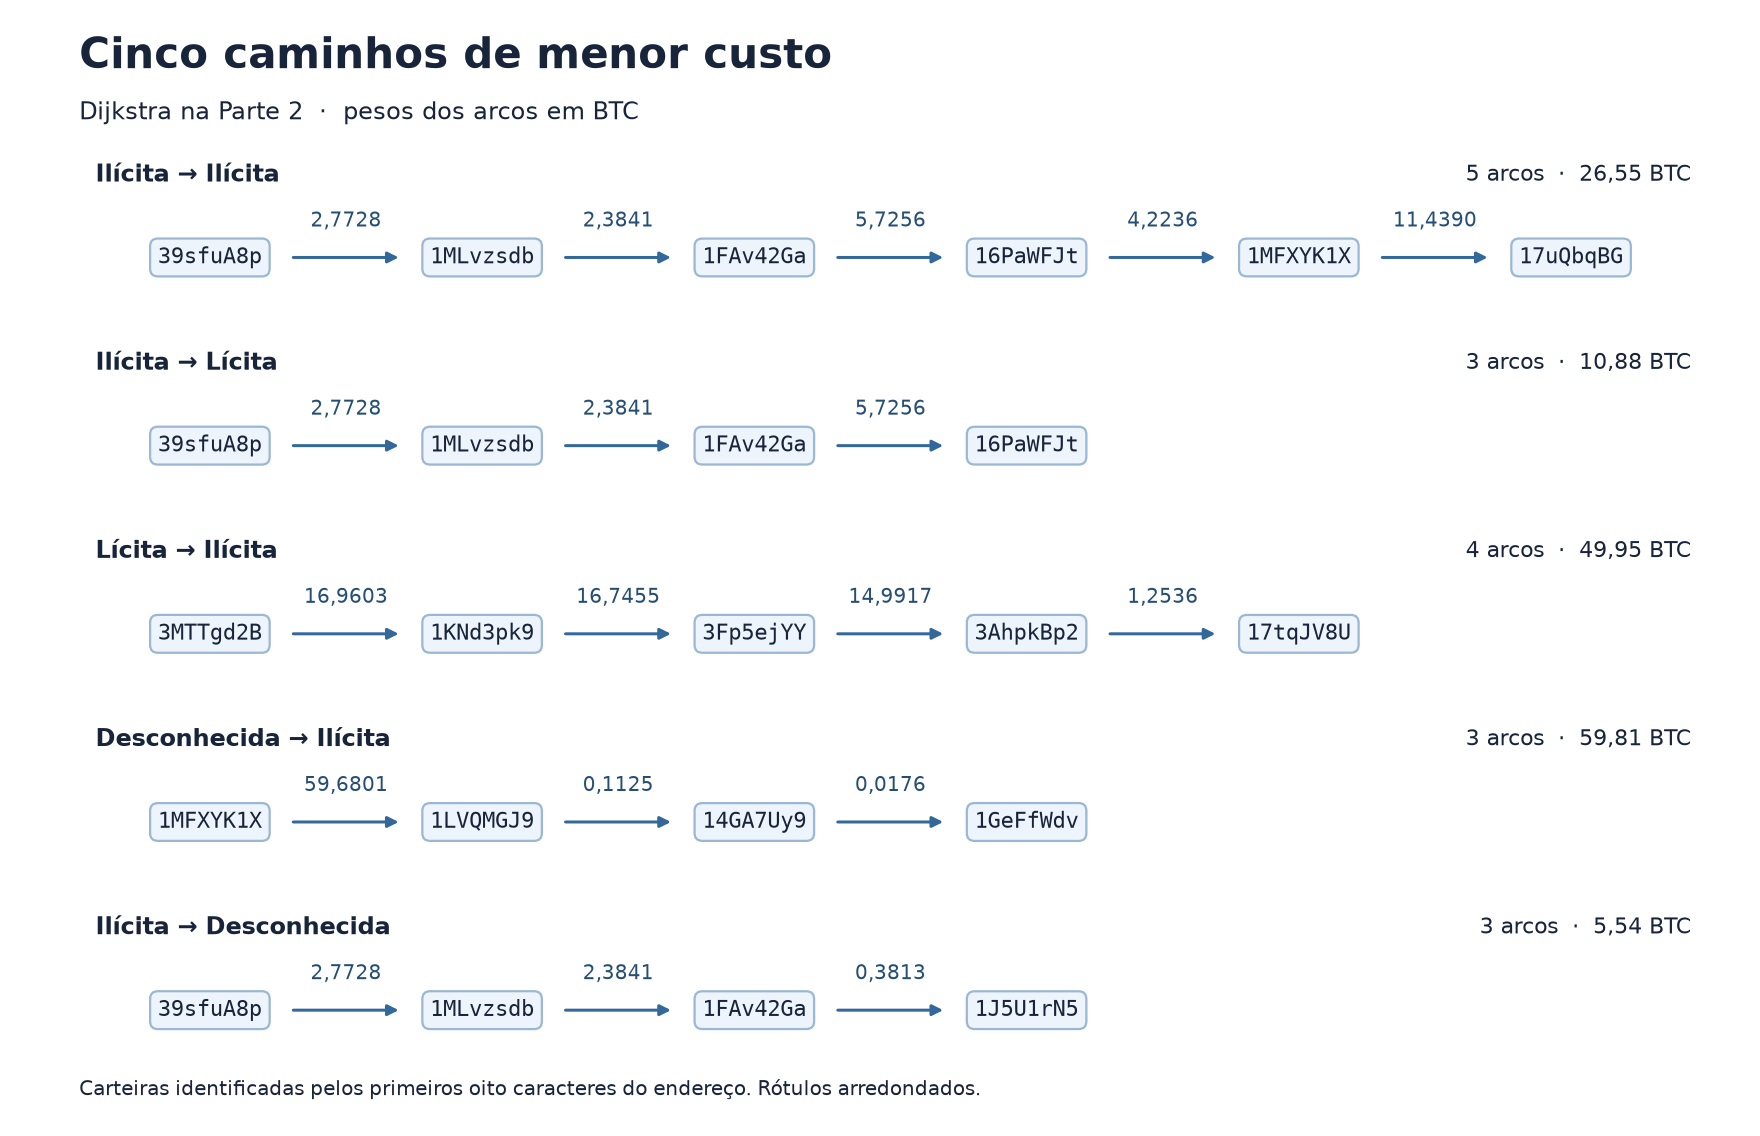 Cinco caminhos de menor custo
Dijkstra na Parte 2 · pesos dos arcos em BTC
Ilícita → Ilícita 5 arcos · 26,55 BTC
2,7728 2,3841 5,7256 4,2236 11,4390
39sfuA8p 1MLvzsdb 1FAv42Ga 16PaWFJt 1MFXYK1X 17uQbqBG
Ilícita → Lícita 3 arcos · 10,88 BTC
2,7728 2,3841 5,7256
39sfuA8p 1MLvzsdb 1FAv42Ga 16PaWFJt
Lícita → Ilícita 4 arcos · 49,95 BTC
16,9603 16,7455 14,9917 1,2536
3MTTgd2B 1KNd3pk9 3Fp5ejYY 3AhpkBp2 17tqJV8U
Desconhecida → Ilícita 3 arcos · 59,81 BTC
59,6801 0,1125 0,0176
1MFXYK1X 1LVQMGJ9 14GA7Uy9 1GeFfWdv
Ilícita → Desconhecida 3 arcos · 5,54 BTC
2,7728 2,3841 0,3813
39sfuA8p 1MLvzsdb 1FAv42Ga 1J5U1rN5
Carteiras identificadas pelos primeiros oito caracteres do endereço. Rótulos arredondados.